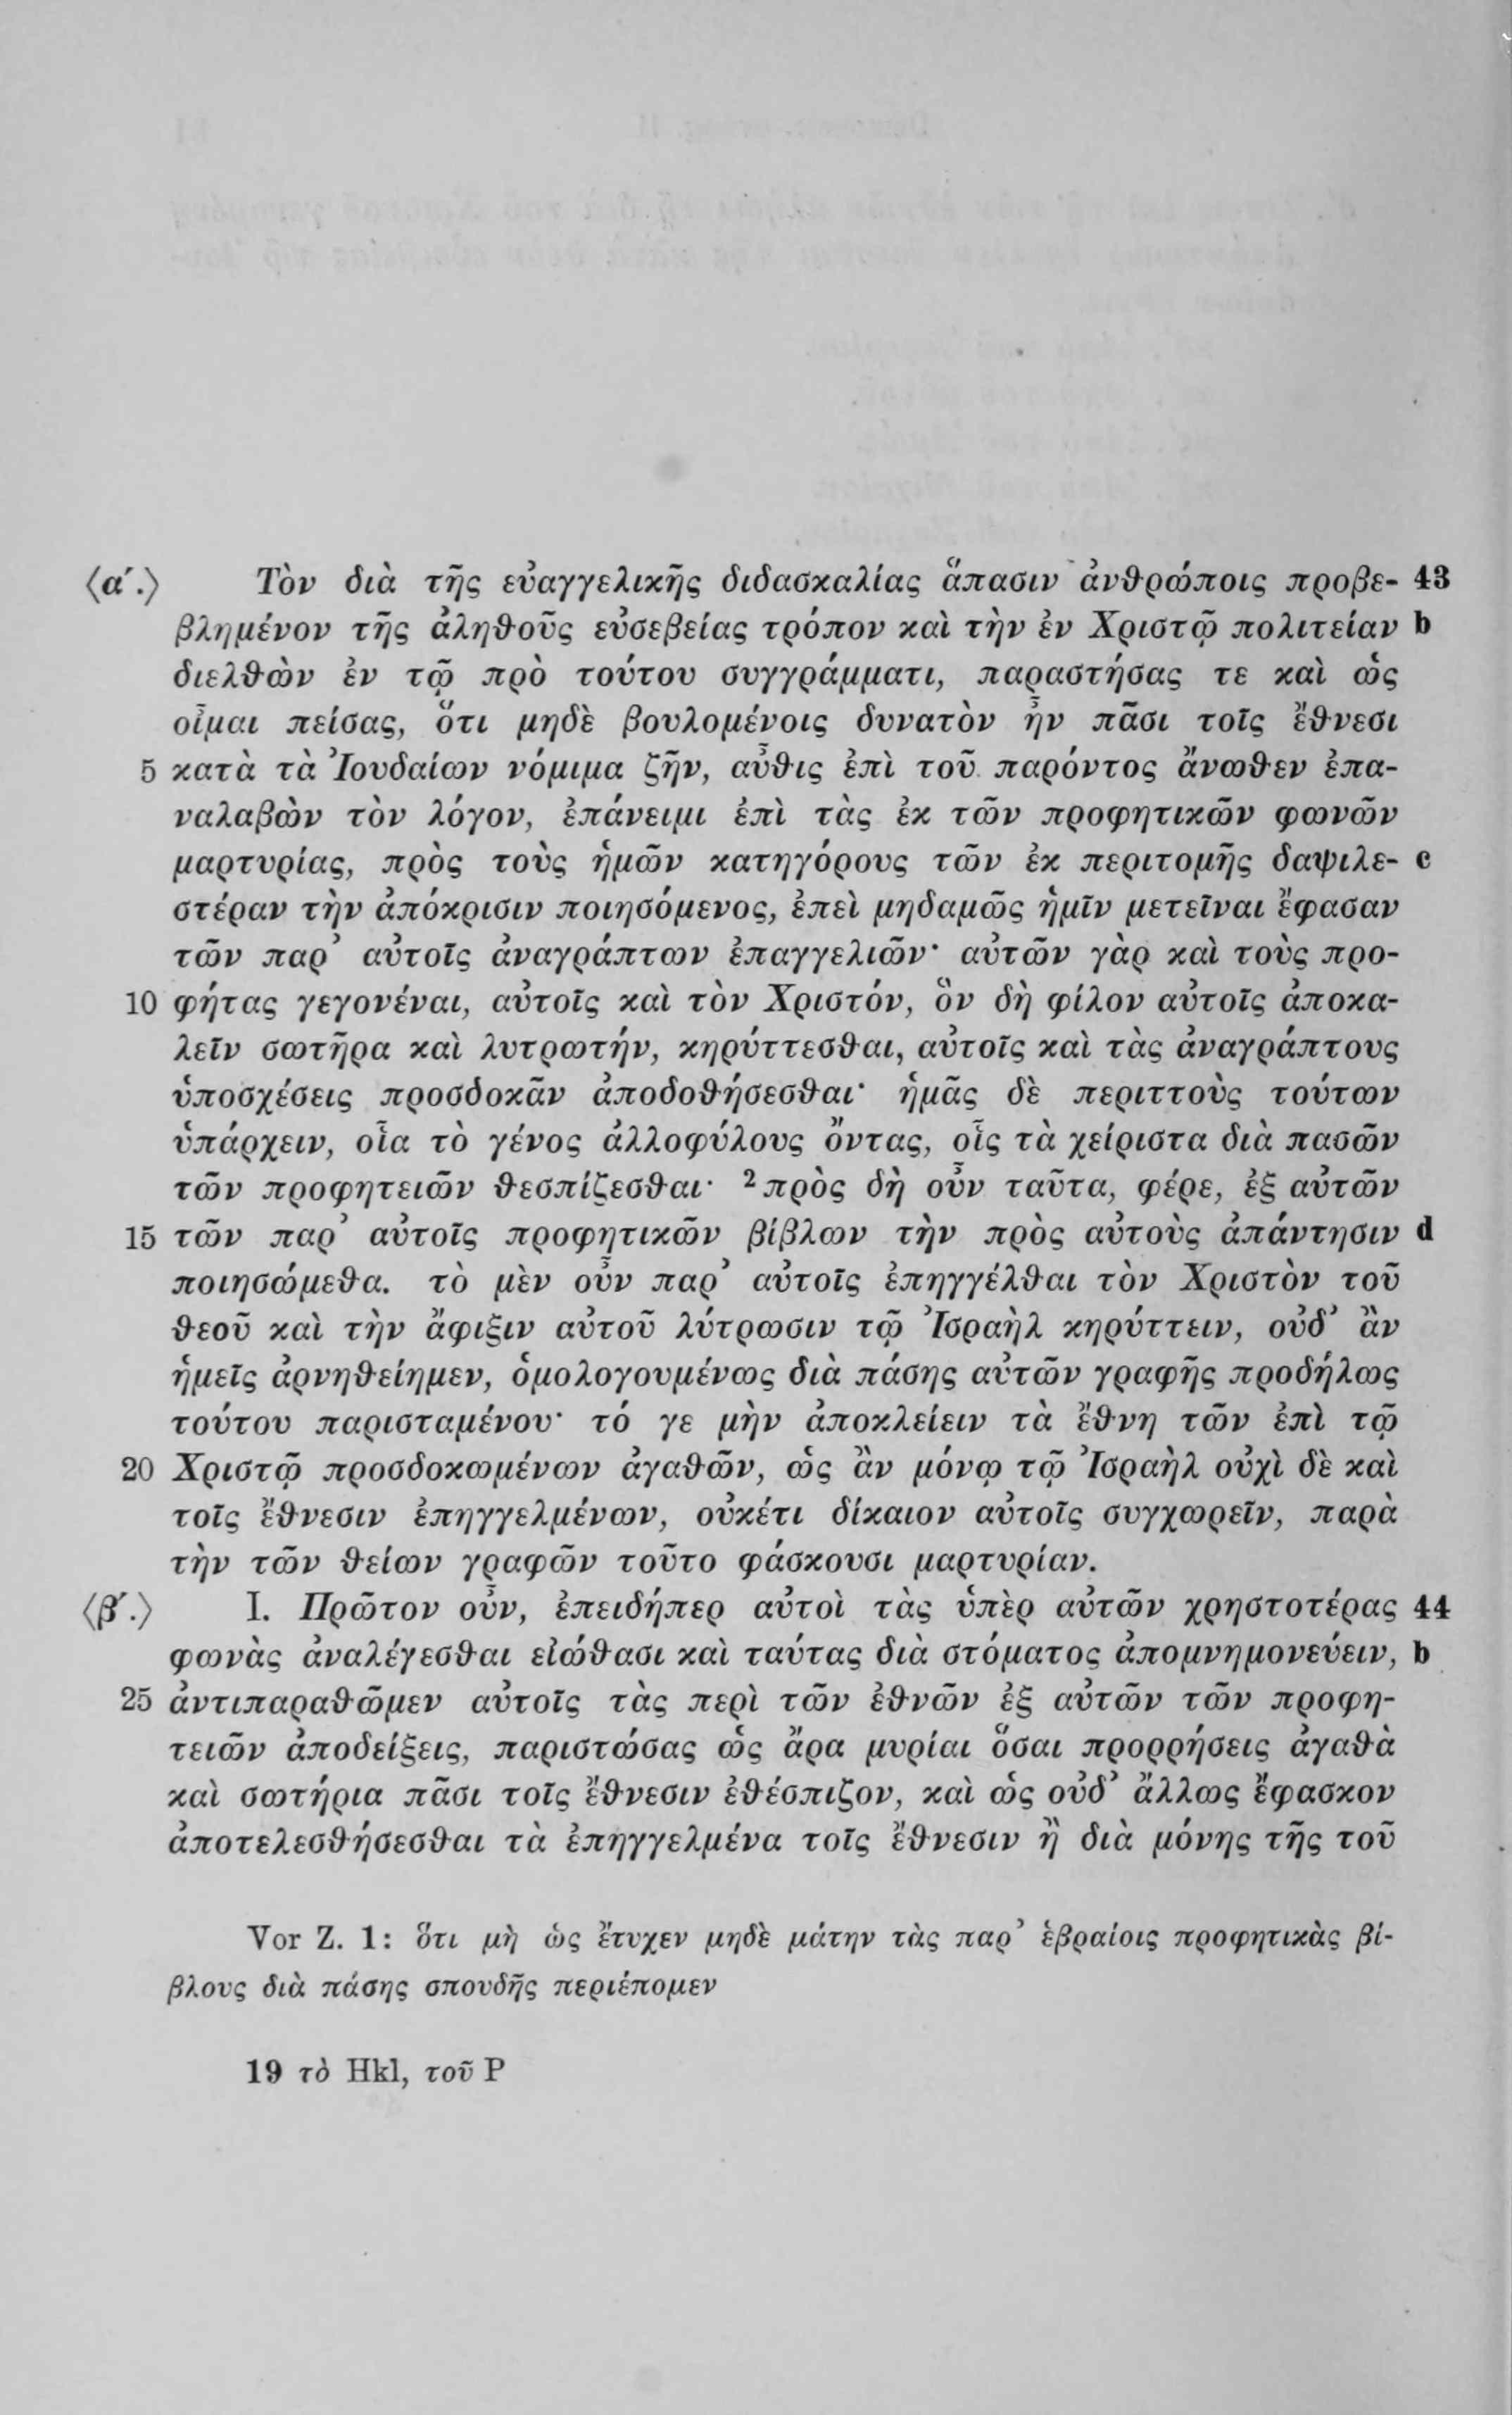 ⟨α΄.⟩ Τὸν διὰ τῆς εὐαγγελικῆς διδασκαλίας ἅπασιν ἀνθρώποις προβε- 43
βλημένον τῆς ἀληθοῦς εὐσεβείας τρόπον καὶ τὴν ἐν Χριστῷ πολιτείαν b
διελθὼν ἐν τῷ πρὸ τούτου συγγράμματι, παραστήσας τε καὶ ὡς
οἶμαι πείσας, ὅτι μηδὲ βουλομένοις δυνατὸν ἦν πᾶσι τοῖς ἔθνεσι
5 κατὰ τὰ Ἰουδαίων νόμιμα ζῆν, αὖθις ἐπὶ τοῦ παρόντος ἄνωθεν ἐπα-
ναλαβὼν τὸν λόγον, ἐπάνειμι ἐπὶ τὰς ἐκ τῶν προφητικῶν φωνῶν
μαρτυρίας, πρὸς τοὺς ἡμῶν κατηγόρους τῶν ἐκ περιτομῆς δαψιλε- c
στέραν τὴν ἀπόκρισιν ποιησόμενος, ἐπεὶ μηδαμῶς ἡμῖν μετεῖναι ἔφασαν
τῶν παρ’ αὐτοῖς ἀναγράπτων ἐπαγγελιῶν· αὐτῶν γὰρ καὶ τοὺς προ-
10 φήτας γεγονέναι, αὐτοῖς καὶ τὸν Χριστόν, ὃν δὴ φίλον αὐτοῖς ἀποκα-
λεῖν σωτῆρα καὶ λυτρωτήν, κηρύττεσθαι, αὐτοῖς καὶ τὰς ἀναγράπτους
ὑποσχέσεις προσδοκᾶν ἀποδοθήσεσθαι· ἡμᾶς δὲ περιττοὺς τούτων
ὑπάρχειν, οἷα τὸ γένος ἀλλοφύλους ὄντας, οἷς τὰ χείριστα διὰ πασῶν
τῶν προφητειῶν θεσπίζεσθαι· ² πρὸς δὴ οὖν ταῦτα, φέρε, ἐξ αὐτῶν
15 τῶν παρ’ αὐτοῖς προφητικῶν βίβλων τὴν πρὸς αὐτοὺς ἀπάντησιν d
ποιησώμεθα. τὸ μὲν οὖν παρ’ αὐτοῖς ἐπηγγέλθαι τὸν Χριστὸν τοῦ
θεοῦ καὶ τὴν ἄφιξιν αὐτοῦ λύτρωσιν τῷ Ἰσραὴλ κηρύττειν, οὐδ’ ἂν
ἡμεῖς ἀρνηθείημεν, ὁμολογουμένως διὰ πάσης αὐτῶν γραφῆς προδήλως
τούτου παρισταμένου· τό γε μὴν ἀποκλείειν τὰ ἔθνη τῶν ἐπὶ τῷ
20 Χριστῷ προσδοκωμένων ἀγαθῶν, ὡς ἂν μόνῳ τῷ Ἰσραὴλ οὐχὶ δὲ καὶ
τοῖς ἔθνεσιν ἐπηγγελμένων, οὐκέτι δίκαιον αὐτοῖς συγχωρεῖν, παρὰ
τὴν τῶν θείων γραφῶν τοῦτο φάσκουσι μαρτυρίαν.
⟨β΄.⟩ I. Πρῶτον οὖν, ἐπειδήπερ αὐτοὶ τὰς ὑπὲρ αὐτῶν χρηστοτέρας 44
φωνὰς ἀναλέγεσθαι εἰώθασι καὶ ταύτας διὰ στόματος ἀπομνημονεύειν, b
25 ἀντιπαραθῶμεν αὐτοῖς τὰς περὶ τῶν ἐθνῶν ἐξ αὐτῶν τῶν προφη-
τειῶν ἀποδείξεις, παριστώσας ὡς ἄρα μυρίαι ὅσαι προρρήσεις ἀγαθὰ
καὶ σωτήρια πᾶσι τοῖς ἔθνεσιν ἐθέσπιζον, καὶ ὡς οὐδ’ ἄλλως ἔφασκον
ἀποτελεσθήσεσθαι τὰ ἐπηγγελμένα τοῖς ἔθνεσιν ἢ διὰ μόνης τῆς τοῦ
Vor Z. 1: ὅτι μὴ ὡς ἔτυχεν μηδὲ μάτην τὰς παρ’ ἑβραίοις προφητικὰς βί-
βλους διὰ πάσης σπουδῆς περιέπομεν
19 τὸ Hkl, τοῦ P